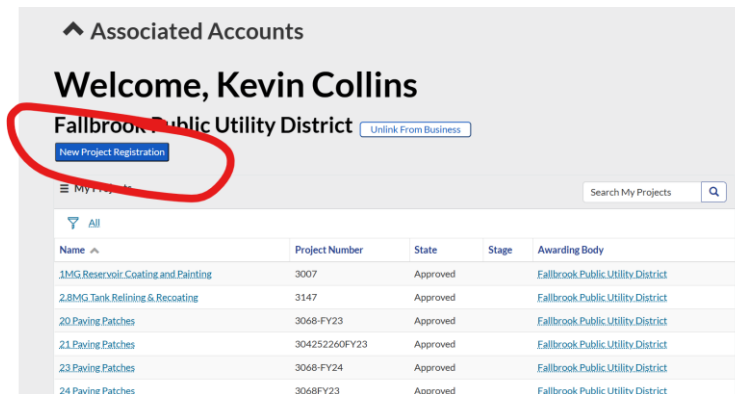 Associated Accounts
Welcome, Kevin Collins
Fallbrook Public Utility District Unlink From Business
New Project Registration
My Projects Search My Projects
All
Name Project Number State Stage Awarding Body
1MG Reservoir Coating and Painting 3007 Approved Fallbrook Public Utility District
2.8MG Tank Relining & Recoating 3147 Approved Fallbrook Public Utility District
20 Paving Patches 3068-FY23 Approved Fallbrook Public Utility District
21 Paving Patches 304252260FY23 Approved Fallbrook Public Utility District
23 Paving Patches 3068-FY24 Approved Fallbrook Public Utility District
24 Paving Patches 3068FY23 Approved Fallbrook Public Utility District